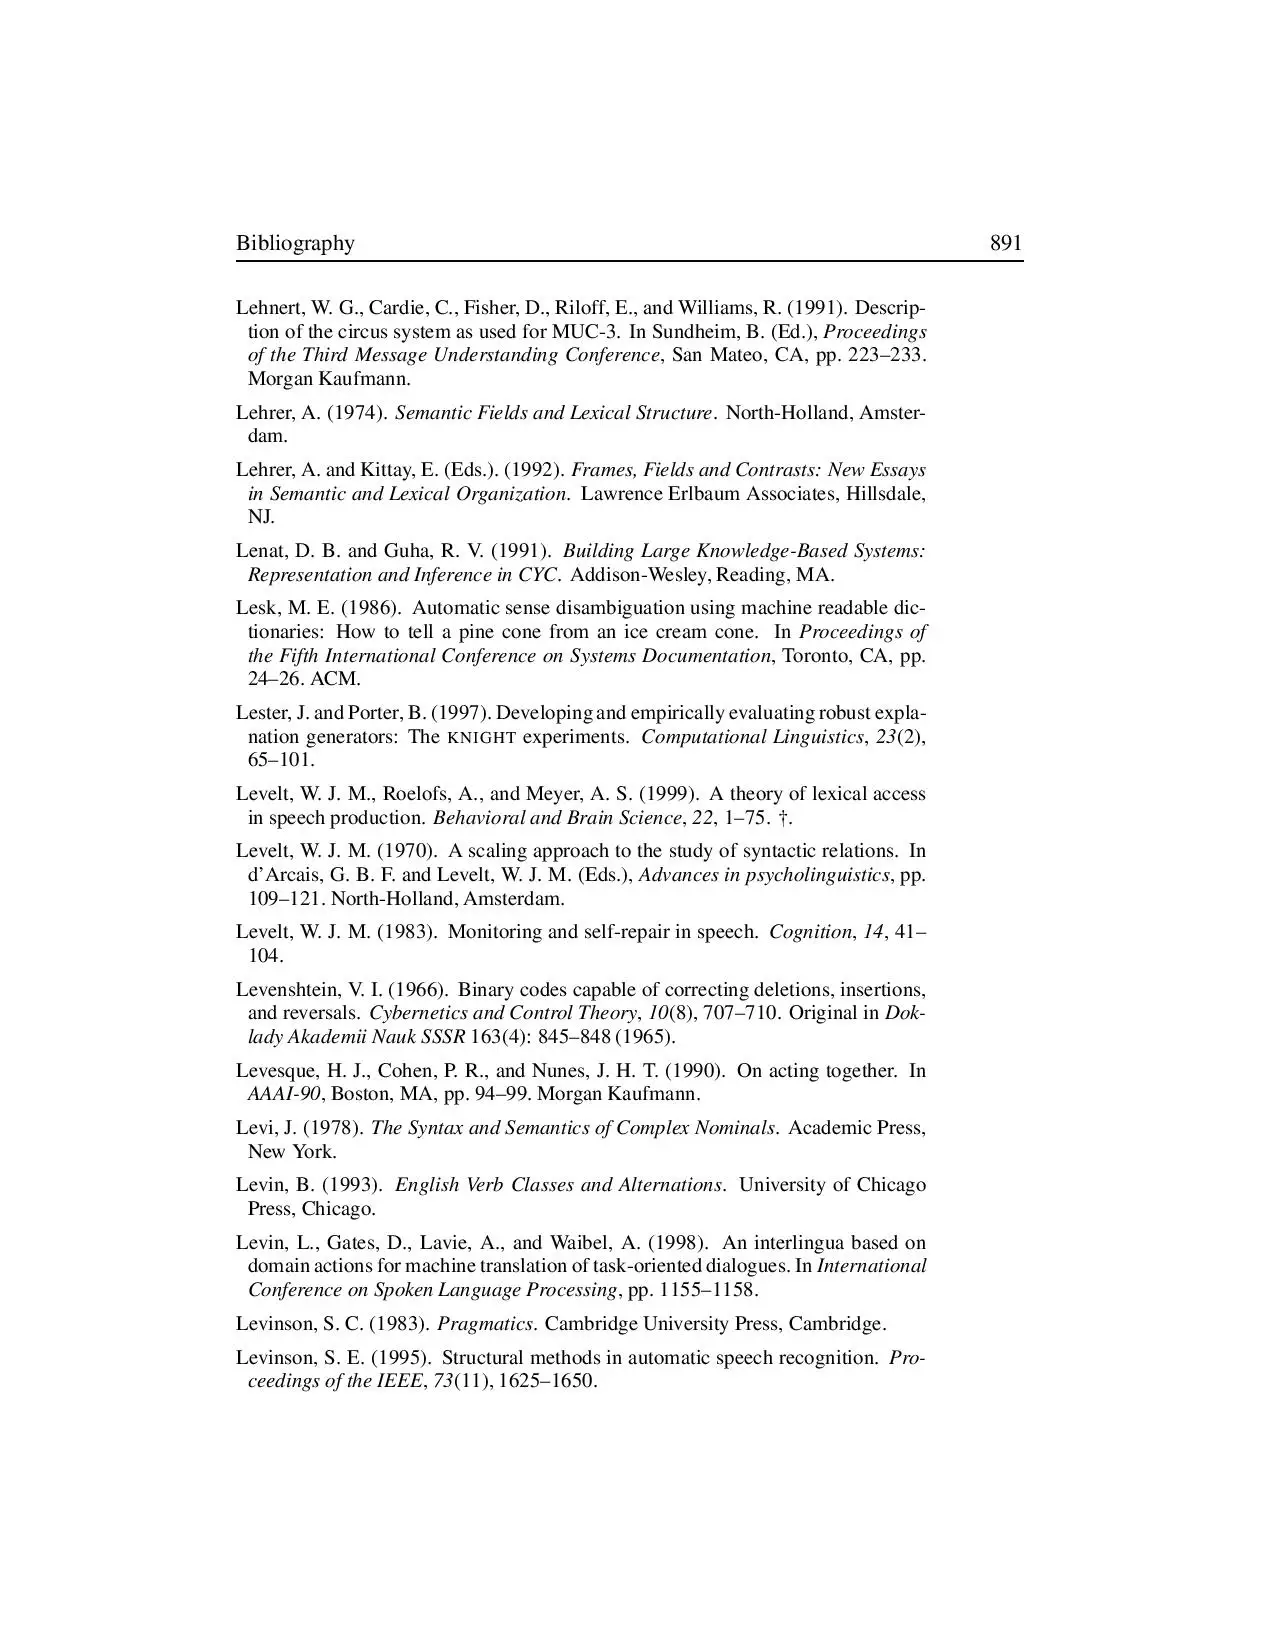 Bibliography 891
Lehnert, W. G., Cardie, C., Fisher, D., Riloff, E., and Williams, R. (1991). Descrip-
tion of the circus system as used for MUC-3. In Sundheim, B. (Ed.), Proceedings
of the Third Message Understanding Conference, San Mateo, CA, pp. 223–233.
Morgan Kaufmann.
Lehrer, A. (1974). Semantic Fields and Lexical Structure. North-Holland, Amster-
dam.
Lehrer, A. and Kittay, E. (Eds.). (1992). Frames, Fields and Contrasts: New Essays
in Semantic and Lexical Organization. Lawrence Erlbaum Associates, Hillsdale,
NJ.
Lenat, D. B. and Guha, R. V. (1991). Building Large Knowledge-Based Systems:
Representation and Inference in CYC. Addison-Wesley, Reading, MA.
Lesk, M. E. (1986). Automatic sense disambiguation using machine readable dic-
tionaries: How to tell a pine cone from an ice cream cone. In Proceedings of
the Fifth International Conference on Systems Documentation, Toronto, CA, pp.
24–26. ACM.
Lester, J. and Porter, B. (1997). Developing and empirically evaluating robust expla-
nation generators: The KNIGHT experiments. Computational Linguistics, 23(2),
65–101.
Levelt, W. J. M., Roelofs, A., and Meyer, A. S. (1999). A theory of lexical access
in speech production. Behavioral and Brain Science, 22, 1–75. †.
Levelt, W. J. M. (1970). A scaling approach to the study of syntactic relations. In
d'Arcais, G. B. F. and Levelt, W. J. M. (Eds.), Advances in psycholinguistics, pp.
109–121. North-Holland, Amsterdam.
Levelt, W. J. M. (1983). Monitoring and self-repair in speech. Cognition, 14, 41–
104.
Levenshtein, V. I. (1966). Binary codes capable of correcting deletions, insertions,
and reversals. Cybernetics and Control Theory, 10(8), 707–710. Original in Dok-
lady Akademii Nauk SSSR 163(4): 845–848 (1965).
Levesque, H. J., Cohen, P. R., and Nunes, J. H. T. (1990). On acting together. In
AAAI-90, Boston, MA, pp. 94–99. Morgan Kaufmann.
Levi, J. (1978). The Syntax and Semantics of Complex Nominals. Academic Press,
New York.
Levin, B. (1993). English Verb Classes and Alternations. University of Chicago
Press, Chicago.
Levin, L., Gates, D., Lavie, A., and Waibel, A. (1998). An interlingua based on
domain actions for machine translation of task-oriented dialogues. In International
Conference on Spoken Language Processing, pp. 1155–1158.
Levinson, S. C. (1983). Pragmatics. Cambridge University Press, Cambridge.
Levinson, S. E. (1995). Structural methods in automatic speech recognition. Pro-
ceedings of the IEEE, 73(11), 1625–1650.